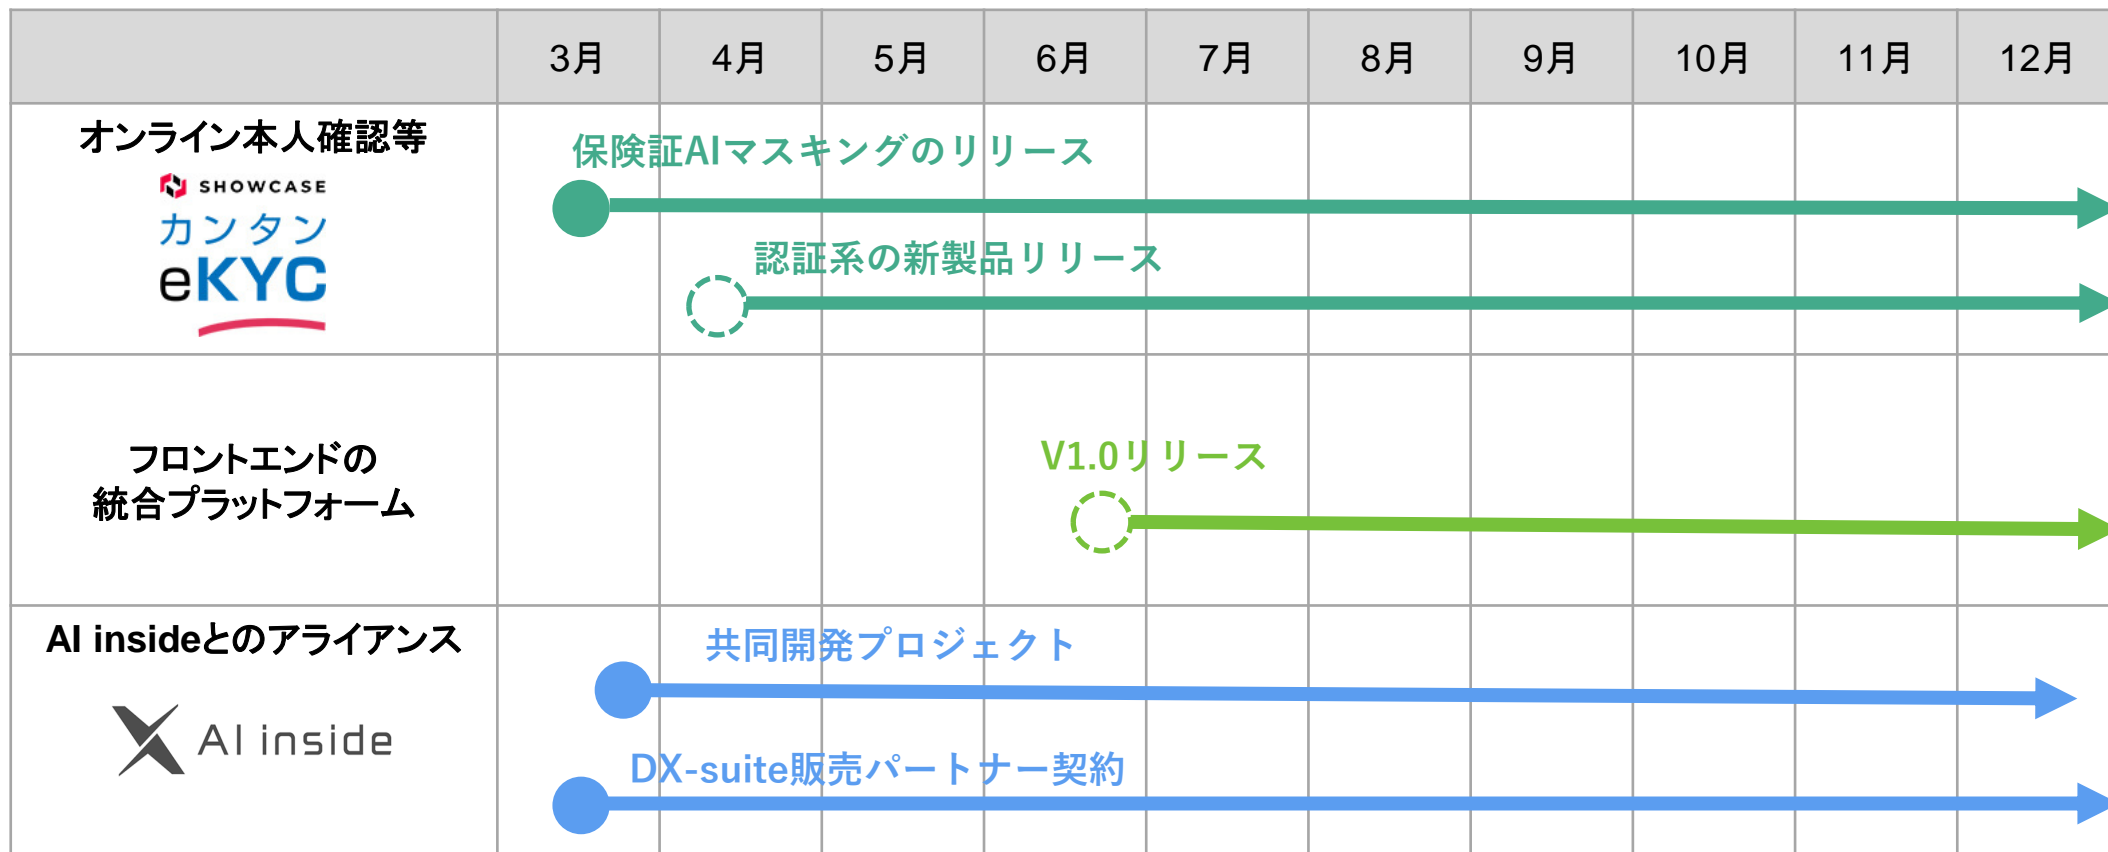 3月 4月 5月 6月 7月 8月 9月 10月 11月 12月
オンライン本人確認等
SHOWCASE
カンタン
eKYC
保険証AIマスキングのリリース
認証系の新製品リリース
フロントエンドの
統合プラットフォーム
V1.0リリース
AI insideとのアライアンス
AI inside
共同開発プロジェクト
DX-suite販売パートナー契約